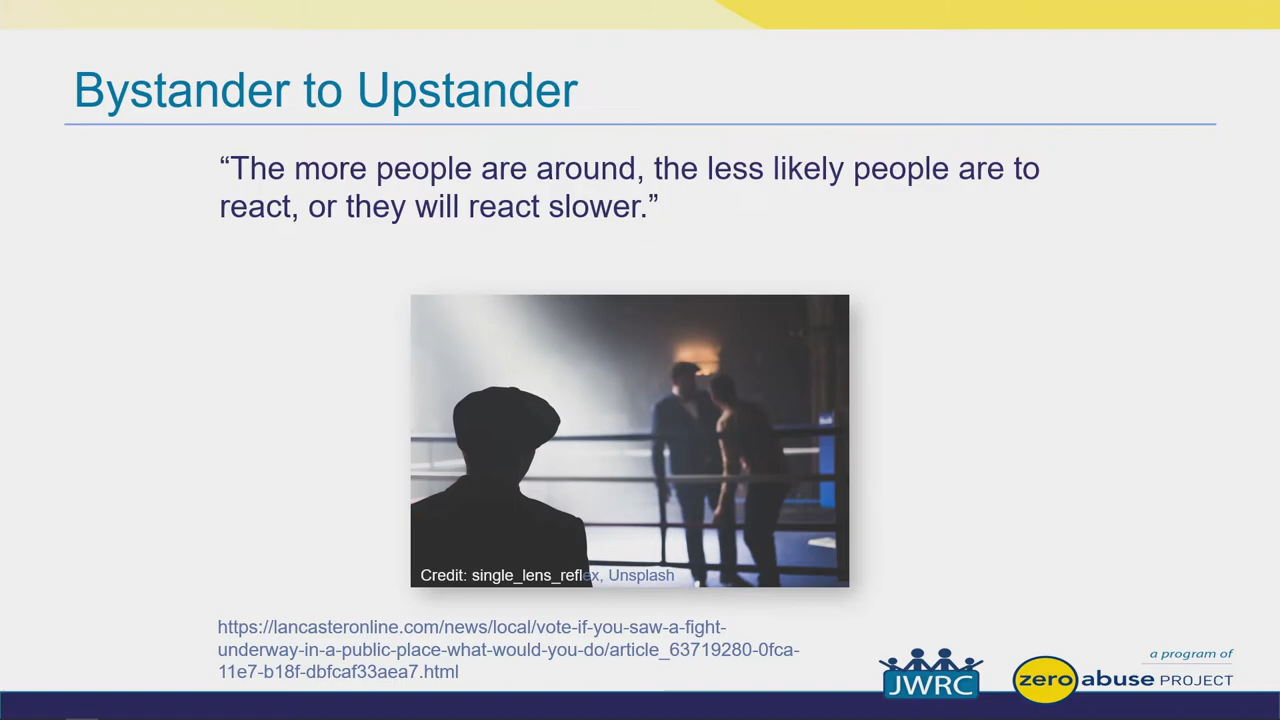 Bystander to Upstander
“The more people are around, the less likely people are to
react, or they will react slower.”
Credit: single_lens_reflex, Unsplash
https://lancasteronline.com/news/local/vote-if-you-saw-a-fight-
underway-in-a-public-place-what-would-you-do/article_63719280-0fca-
11e7-b18f-dbfcaf33aea7.html
JWRC
a program of
zero abuse PROJECT